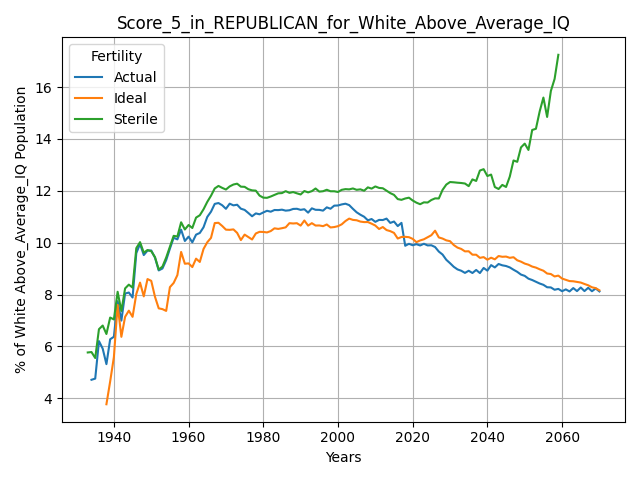 Score_5_in_REPUBLICAN_for_White_Above_Average_IQ
Fertility
Actual
Ideal
Sterile
% of White Above_Average_IQ Population
16
14
12
10
8
6
4
1940 1960 1980 2000 2020 2040 2060
Years